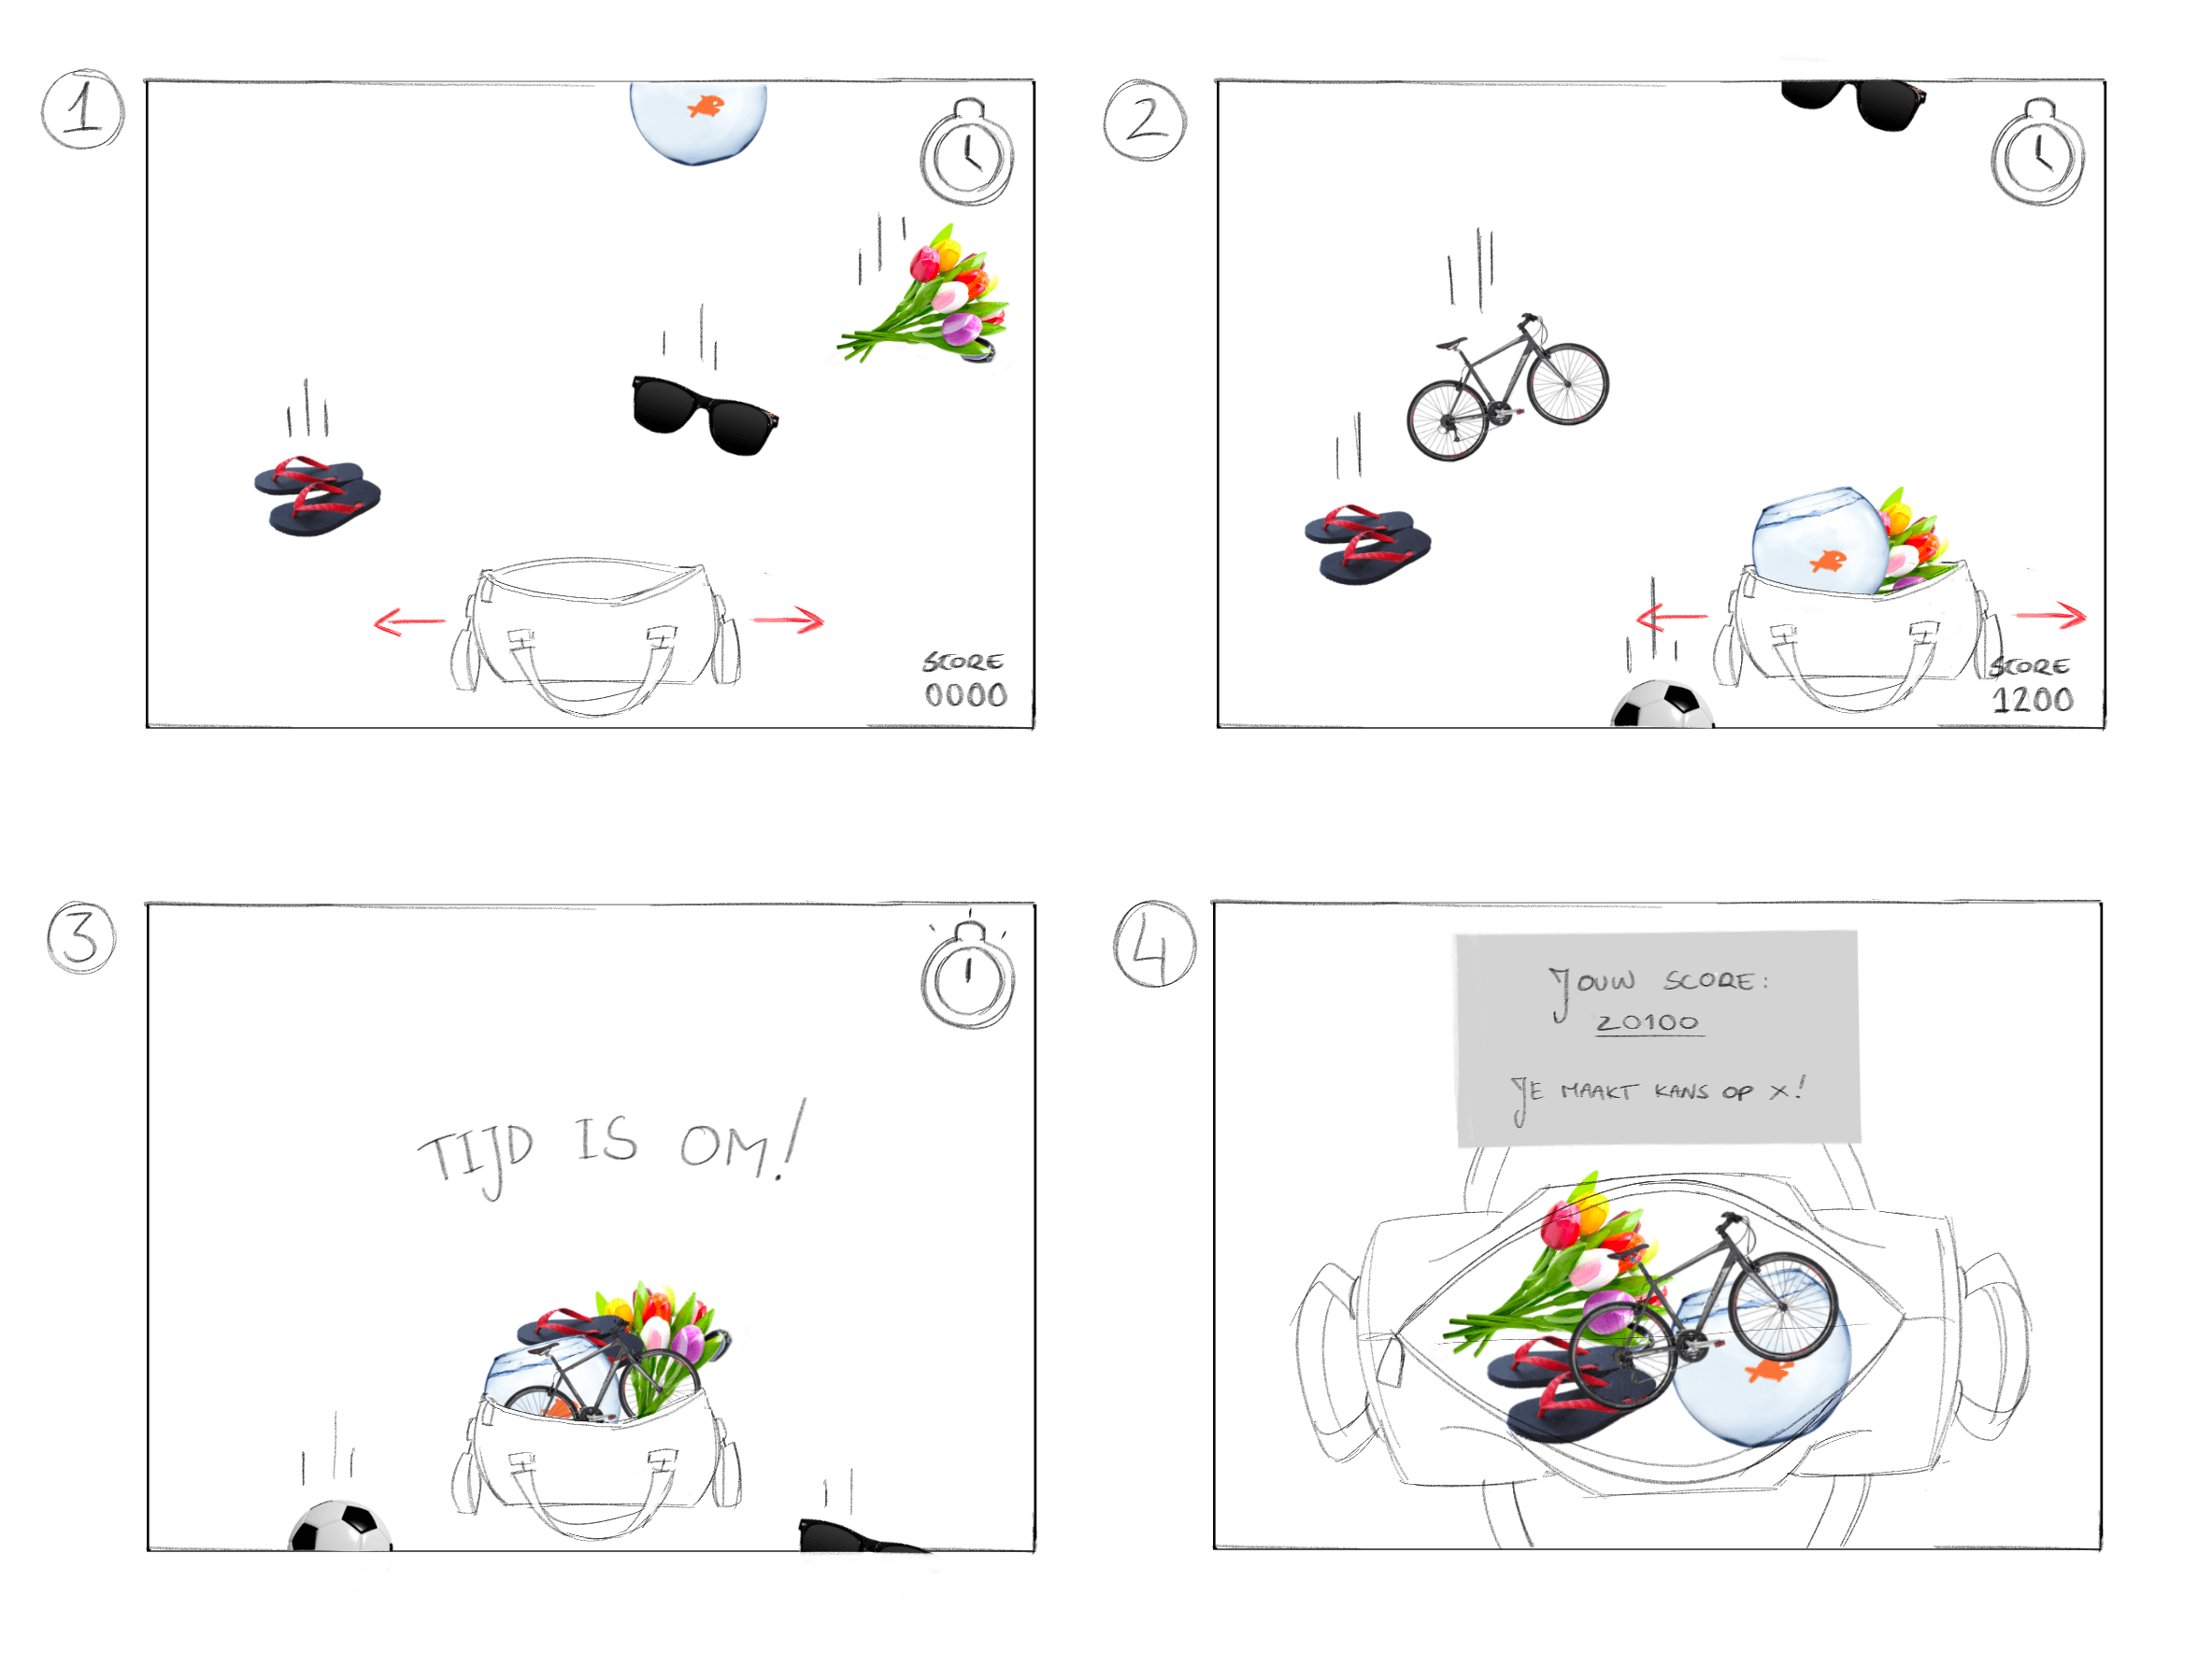 1
SCORE
0000
2
SCORE
1200
3
TIJD IS OM!
4
JOUW SCORE:
20100
JE MAAKT KANS OP X!